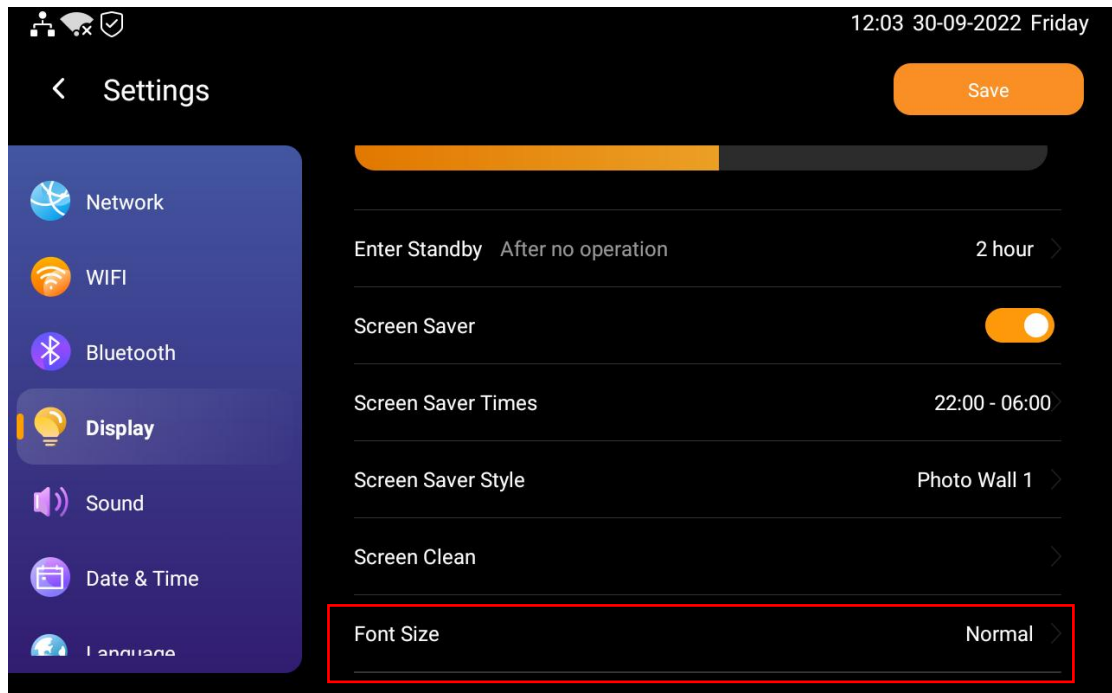 12:03 30-09-2022 Friday
Settings
Save
Network
WIFI
Bluetooth
Display
Sound
Date & Time
Language
Enter Standby After no operation 2 hour
Screen Saver
Screen Saver Times 22:00 - 06:00
Screen Saver Style Photo Wall 1
Screen Clean
Font Size Normal